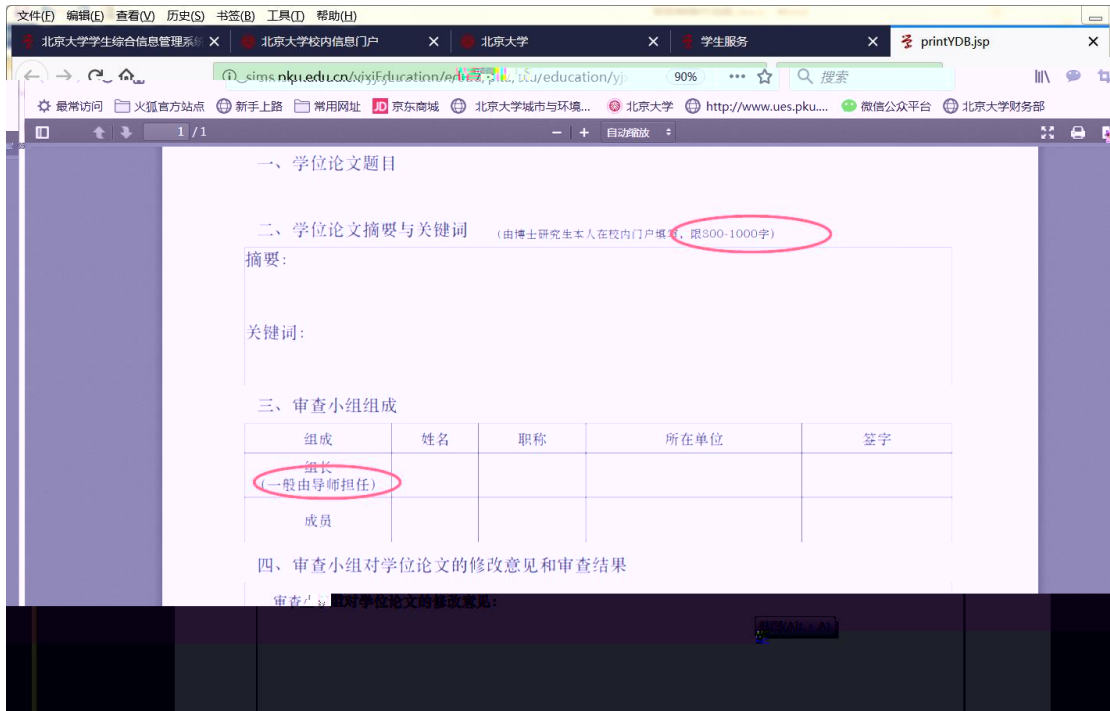 文件(F) 编辑(E) 查看(V) 历史(S) 书签(B) 工具(T) 帮助(H)
北京大学学生综合信息管理系统 北京大学校内信息门户 北京大学 学生服务 printYDB.jsp
sims.pku.edu.cn 90% 搜索
最常访问 火狐官方站点 新手上路 常用网址 JD 京东商城 北京大学城市与环境... 北京大学 http://www.ues.pku.... 微信公众平台 北京大学财务部
1 / 1 自动缩放
一、学位论文题目
二、学位论文摘要与关键词 (由博士研究生本人在校内门户填写,限800-1000字)
摘要:
关键词:
三、审查小组组成
组成 姓名 职称 所在单位 签字
组长
(一般由导师担任)
成员
四、审查小组对学位论文的修改意见和审查结果
审查小组对学位论文的修改意见: